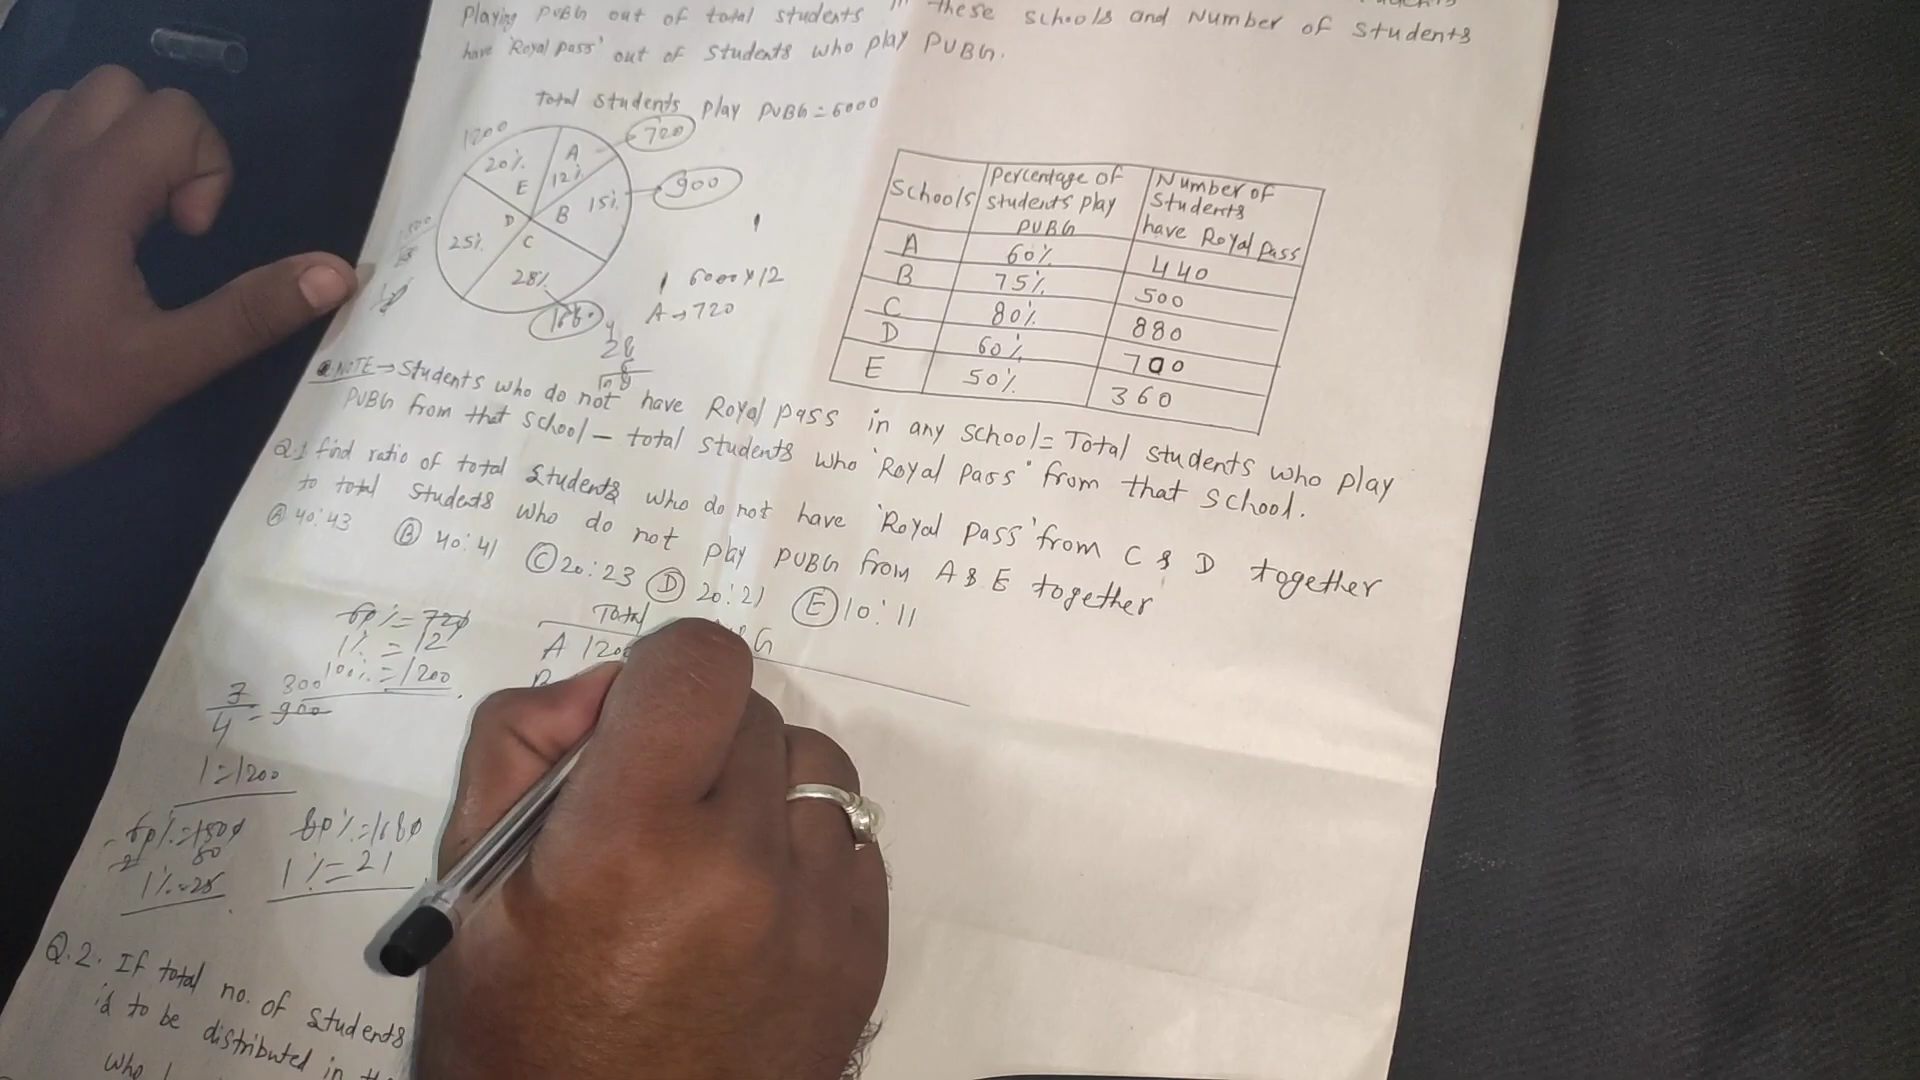 Playing PUBG out of total students in these schools and Number of students
have 'Royal pass' out of students who play PUBG.
Total students play PUBG = 6000
1200
720
20%
A
E
12%
900
15%
D
B
25%
C
28%
1680
6000 × 12
A → 720
28
Schools
Percentage of students play PUBG
Number of students have Royal pass
A 60% 440
B 75% 500
C 80% 880
D 60% 700
E 50% 360
NOTE → Students who do not have Royal pass in any school = Total students who play
PUBG from that school – total students who 'Royal pass' from that school.
Q.1 find ratio of total students who do not have 'Royal pass' from C & D together
to total students who do not play PUBG from A & E together
A 40:43 B 40:41 C 20:23 D 20:21 E 10:11
60% = 720
1% = 12
100% = 1200
Total
A 1200
3/4 = 900
300
1 = 1200
60% = 1500
1% = 25
80% = 1680
1% = 21
Q.2. If total no. of students
is to be distributed in
who